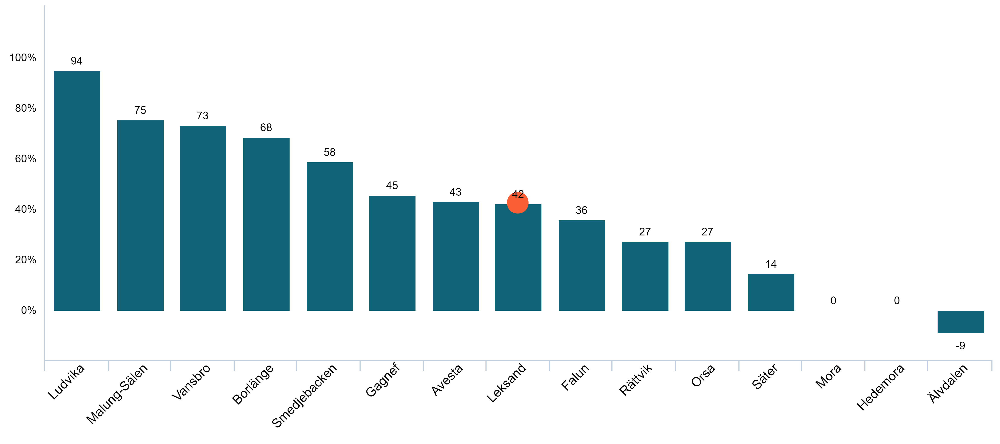 100%
80%
60%
40%
20%
0%
94
75
73
68
58
45
43
42
36
27
27
14
0
0
-9
Ludvika
Malung-Sälen
Vansbro
Borlänge
Smedjebacken
Gagnef
Avesta
Leksand
Falun
Rättvik
Orsa
Säter
Mora
Hedemora
Älvdalen